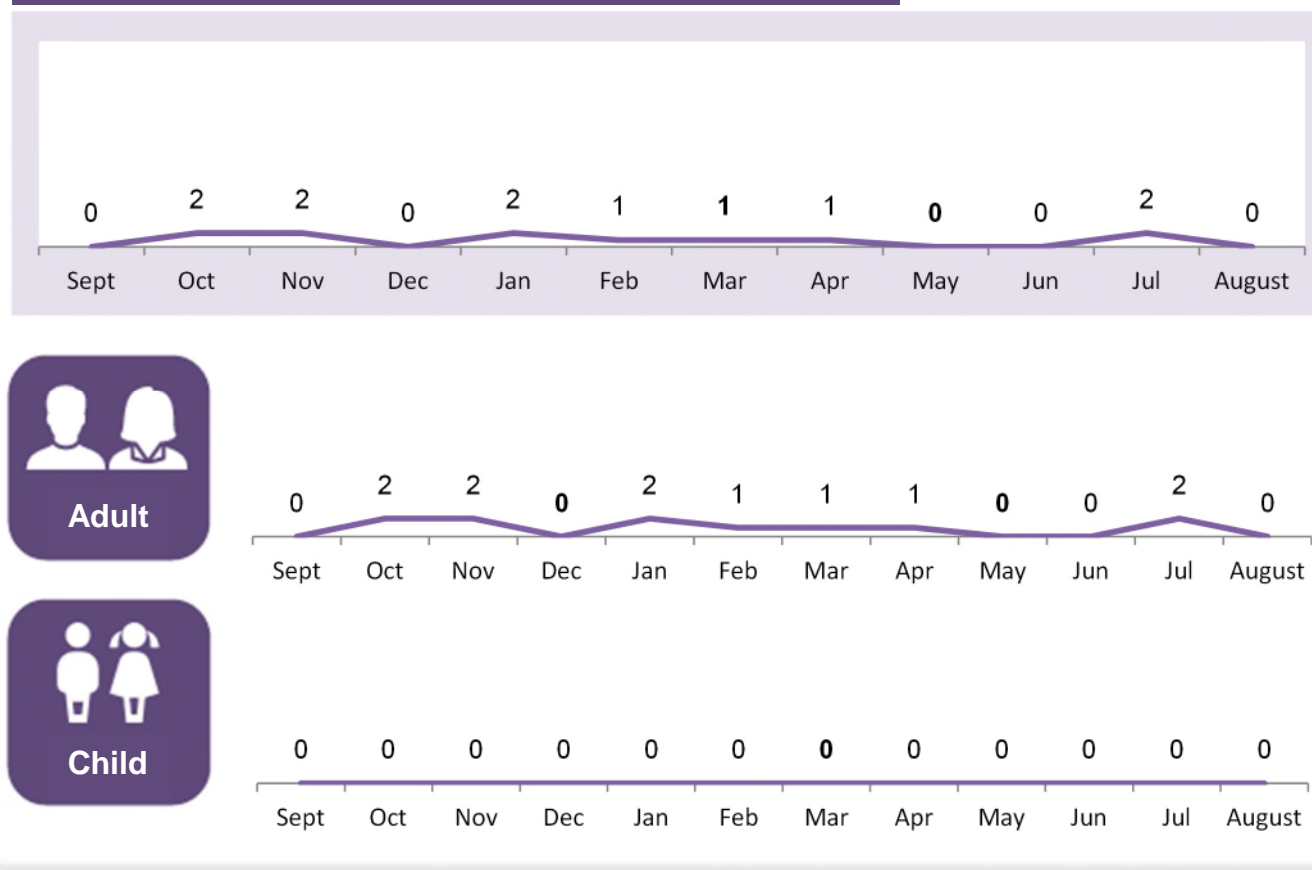 0 2 2 0 2 1 1 1 0 0 2 0
Sept Oct Nov Dec Jan Feb Mar Apr May Jun Jul August
Adult
0 2 2 0 2 1 1 1 0 0 2 0
Sept Oct Nov Dec Jan Feb Mar Apr May Jun Jul August
Child
0 0 0 0 0 0 0 0 0 0 0 0
Sept Oct Nov Dec Jan Feb Mar Apr May Jun Jul August